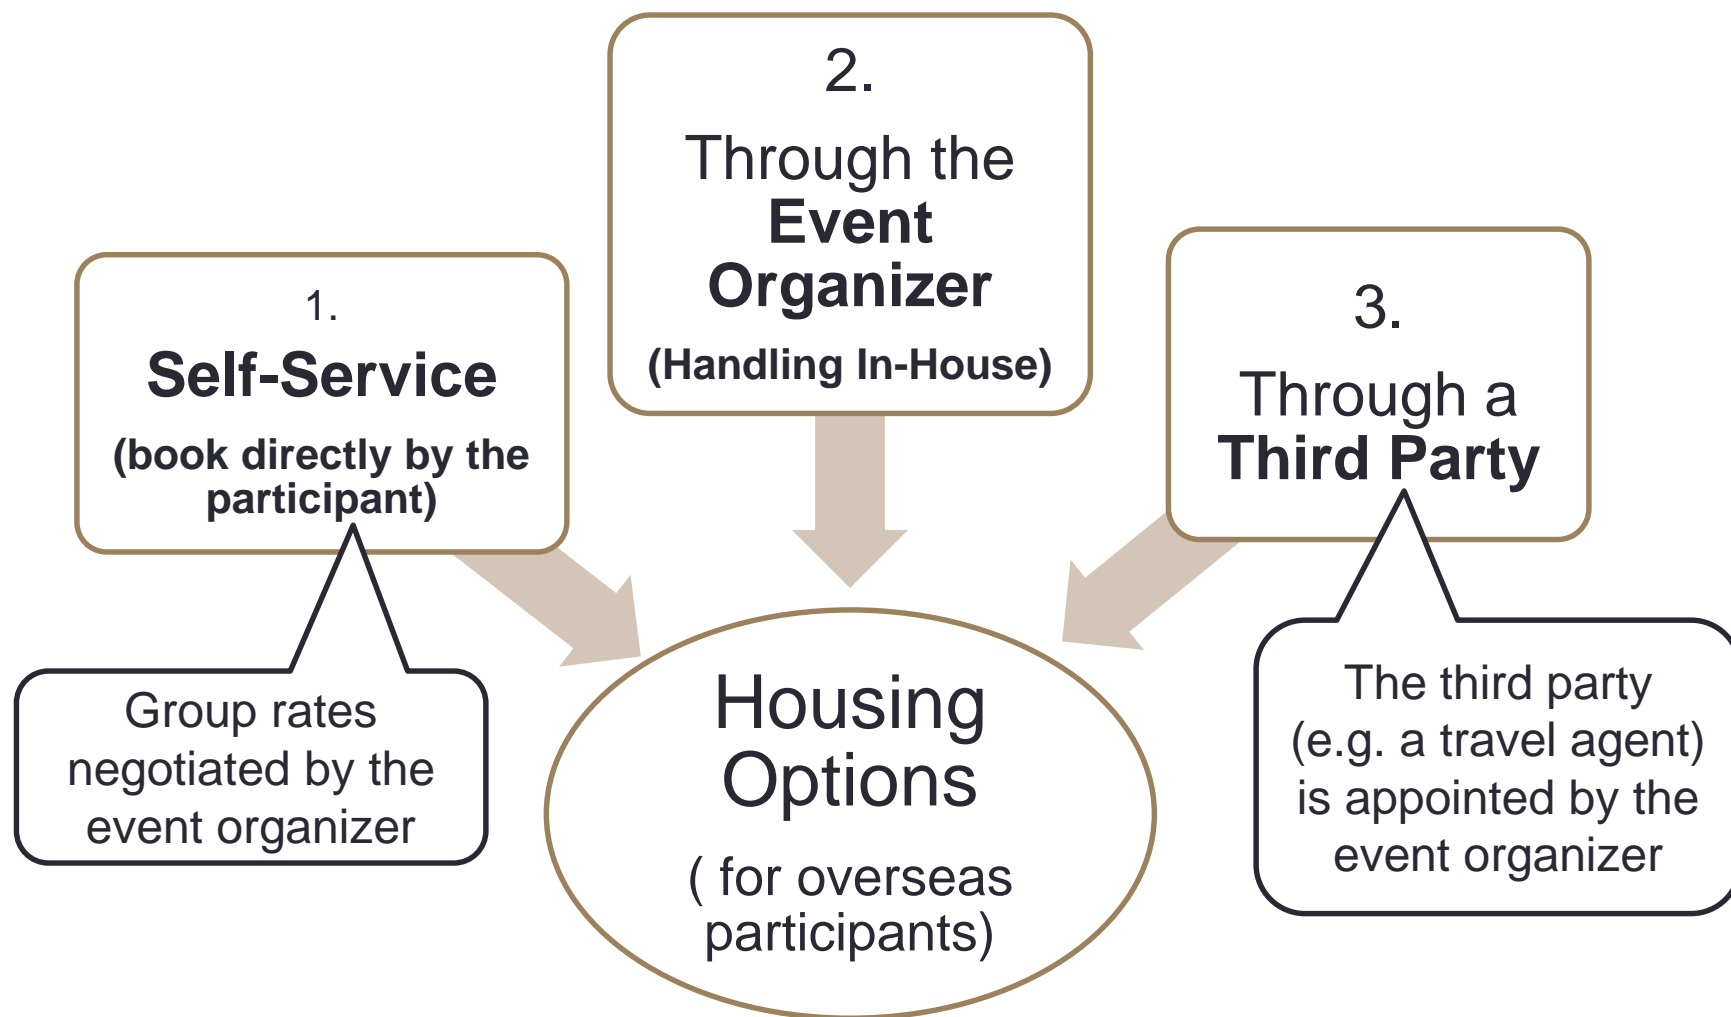 1.
Self-Service
(book directly by the
participant)
Group rates
negotiated by the
event organizer
2.
Through the
Event
Organizer
(Handling In-House)
3.
Through a
Third Party
The third party
(e.g. a travel agent)
is appointed by the
event organizer
Housing
Options
( for overseas
participants)